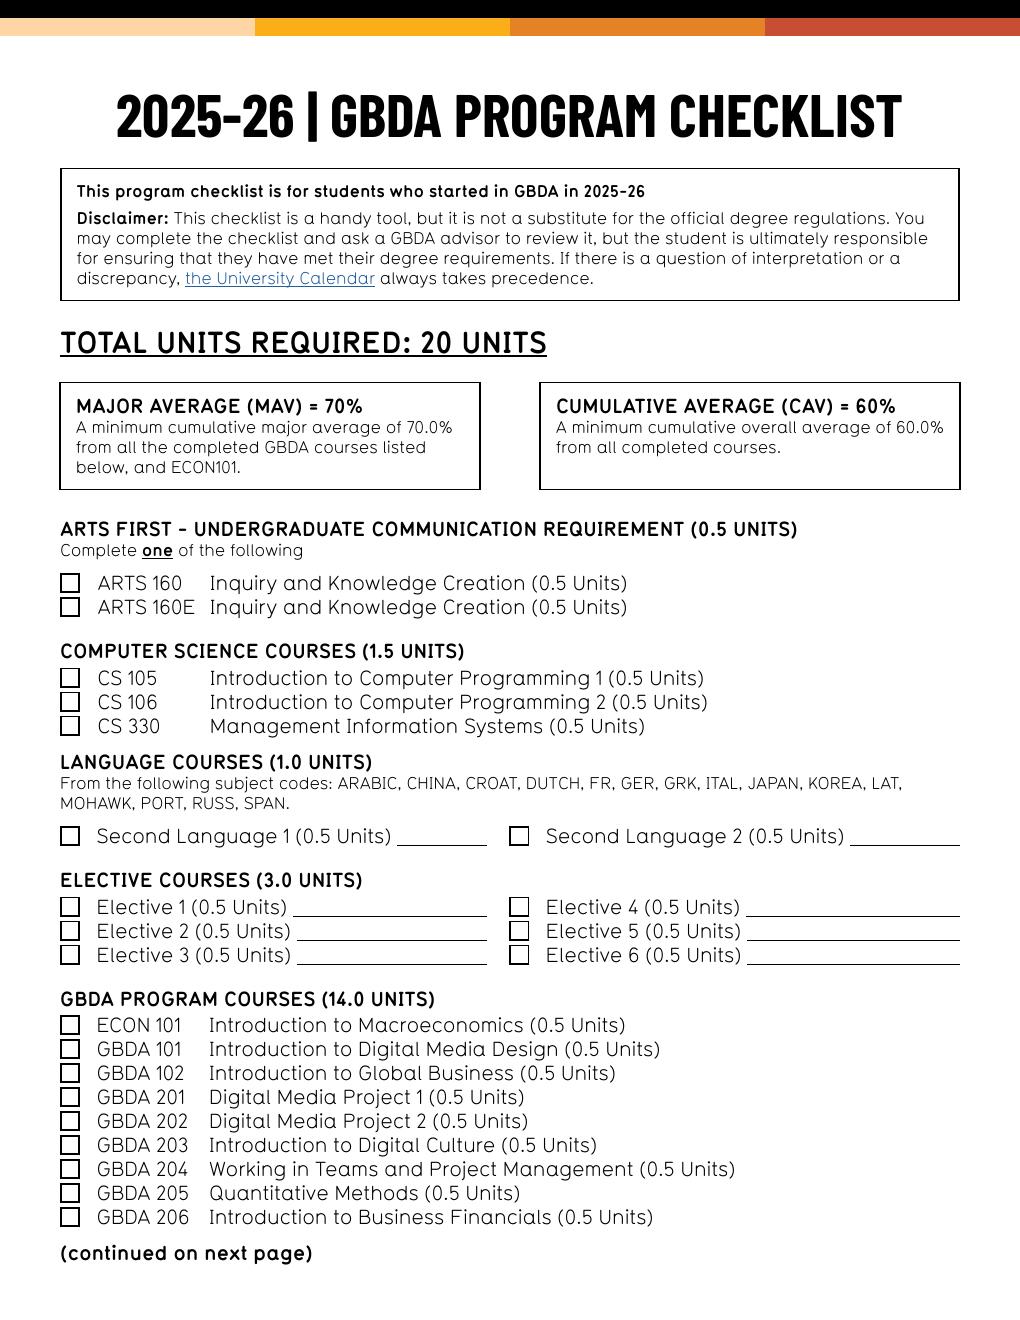 2025-26 | GBDA PROGRAM CHECKLIST
This program checklist is for students who started in GBDA in 2025-26
Disclaimer: This checklist is a handy tool, but it is not a substitute for the official degree regulations. You
may complete the checklist and ask a GBDA advisor to review it, but the student is ultimately responsible
for ensuring that they have met their degree requirements. If there is a question of interpretation or a
discrepancy, the University Calendar always takes precedence.
TOTAL UNITS REQUIRED: 20 UNITS
MAJOR AVERAGE (MAV) = 70%
A minimum cumulative major average of 70.0%
from all the completed GBDA courses listed
below, and ECON101.
CUMULATIVE AVERAGE (CAV) = 60%
A minimum cumulative overall average of 60.0%
from all completed courses.
ARTS FIRST - UNDERGRADUATE COMMUNICATION REQUIREMENT (0.5 UNITS)
Complete one of the following
ARTS 160 Inquiry and Knowledge Creation (0.5 Units)
ARTS 160E Inquiry and Knowledge Creation (0.5 Units)
COMPUTER SCIENCE COURSES (1.5 UNITS)
CS 105 Introduction to Computer Programming 1 (0.5 Units)
CS 106 Introduction to Computer Programming 2 (0.5 Units)
CS 330 Management Information Systems (0.5 Units)
LANGUAGE COURSES (1.0 UNITS)
From the following subject codes: ARABIC, CHINA, CROAT, DUTCH, FR, GER, GRK, ITAL, JAPAN, KOREA, LAT,
MOHAWK, PORT, RUSS, SPAN.
Second Language 1 (0.5 Units)
Second Language 2 (0.5 Units)
ELECTIVE COURSES (3.0 UNITS)
Elective 1 (0.5 Units)
Elective 2 (0.5 Units)
Elective 3 (0.5 Units)
Elective 4 (0.5 Units)
Elective 5 (0.5 Units)
Elective 6 (0.5 Units)
GBDA PROGRAM COURSES (14.0 UNITS)
ECON 101 Introduction to Macroeconomics (0.5 Units)
GBDA 101 Introduction to Digital Media Design (0.5 Units)
GBDA 102 Introduction to Global Business (0.5 Units)
GBDA 201 Digital Media Project 1 (0.5 Units)
GBDA 202 Digital Media Project 2 (0.5 Units)
GBDA 203 Introduction to Digital Culture (0.5 Units)
GBDA 204 Working in Teams and Project Management (0.5 Units)
GBDA 205 Quantitative Methods (0.5 Units)
GBDA 206 Introduction to Business Financials (0.5 Units)
(continued on next page)